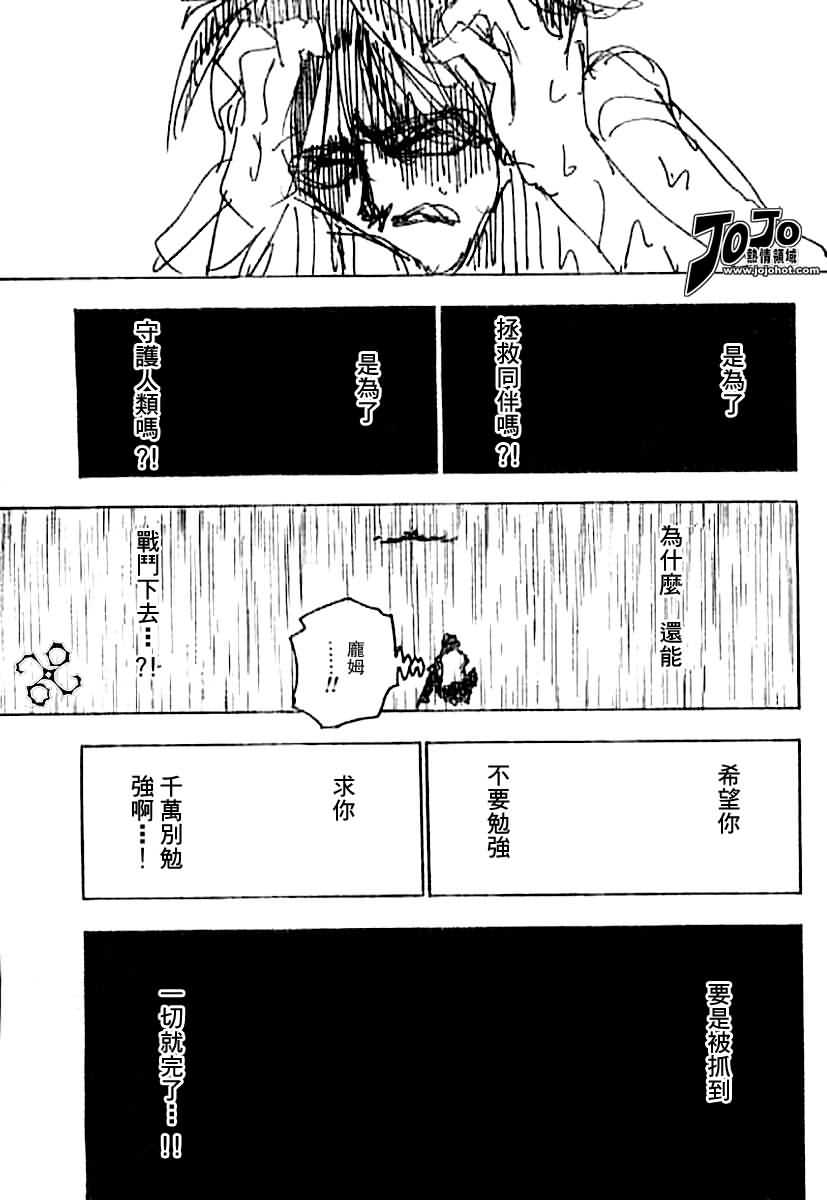 JOJO
熱情領域
www.jojohot.com
是為了
拯救同伴嗎?!
是為了
守護人類嗎?!
為什麼 還能
龐姆
……!!
戰鬥下去…?!
希望你
不要勉強
求你
千萬別勉
強啊…!
要是被抓到
一切就完了…!!